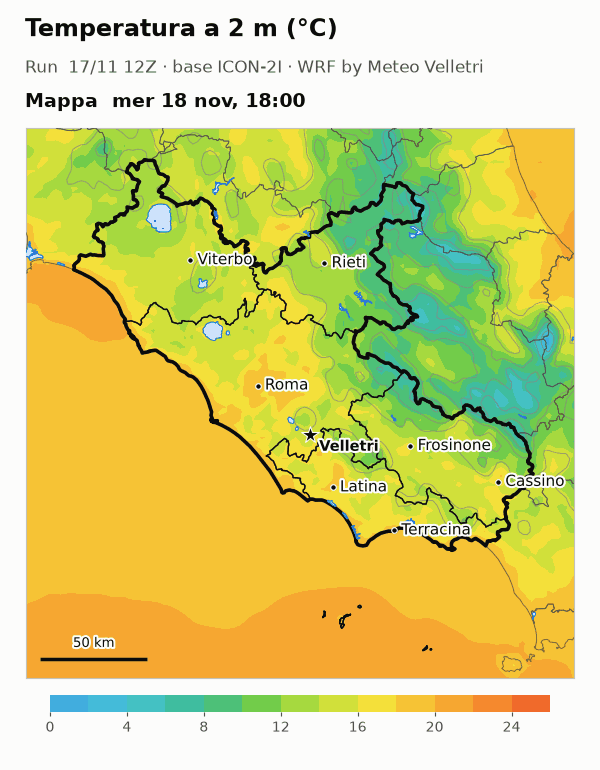 Temperatura a 2 m (°C)
Run  17/11 12Z · base ICON-2I · WRF by Meteo Velletri
Mappa  mer 18 nov, 18:00
Viterbo
Rieti
Roma
Velletri
Frosinone
Latina
Cassino
Terracina
50 km
0 4 8 12 16 20 24